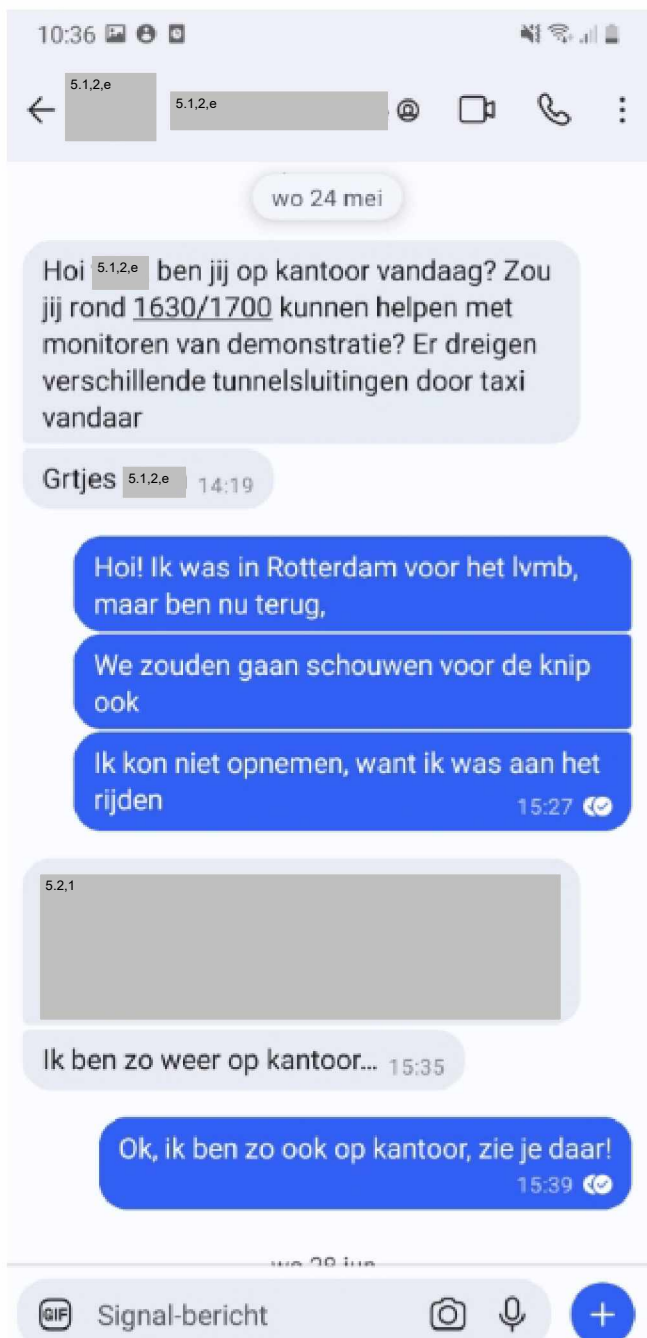 10:36
5.1,2,e
5.1,2,e
wo 24 mei
Hoi 5.1,2,e ben jij op kantoor vandaag? Zou
jij rond 1630/1700 kunnen helpen met
monitoren van demonstratie? Er dreigen
verschillende tunnelsluitingen door taxi
vandaar
Grtjes 5.1,2,e 14:19
Hoi! Ik was in Rotterdam voor het lvmb,
maar ben nu terug,
We zouden gaan schouwen voor de knip
ook
Ik kon niet opnemen, want ik was aan het
rijden
15:27
5.2,1
Ik ben zo weer op kantoor... 15:35
Ok, ik ben zo ook op kantoor, zie je daar!
15:39
wo 28 jun
GIF Signal-bericht